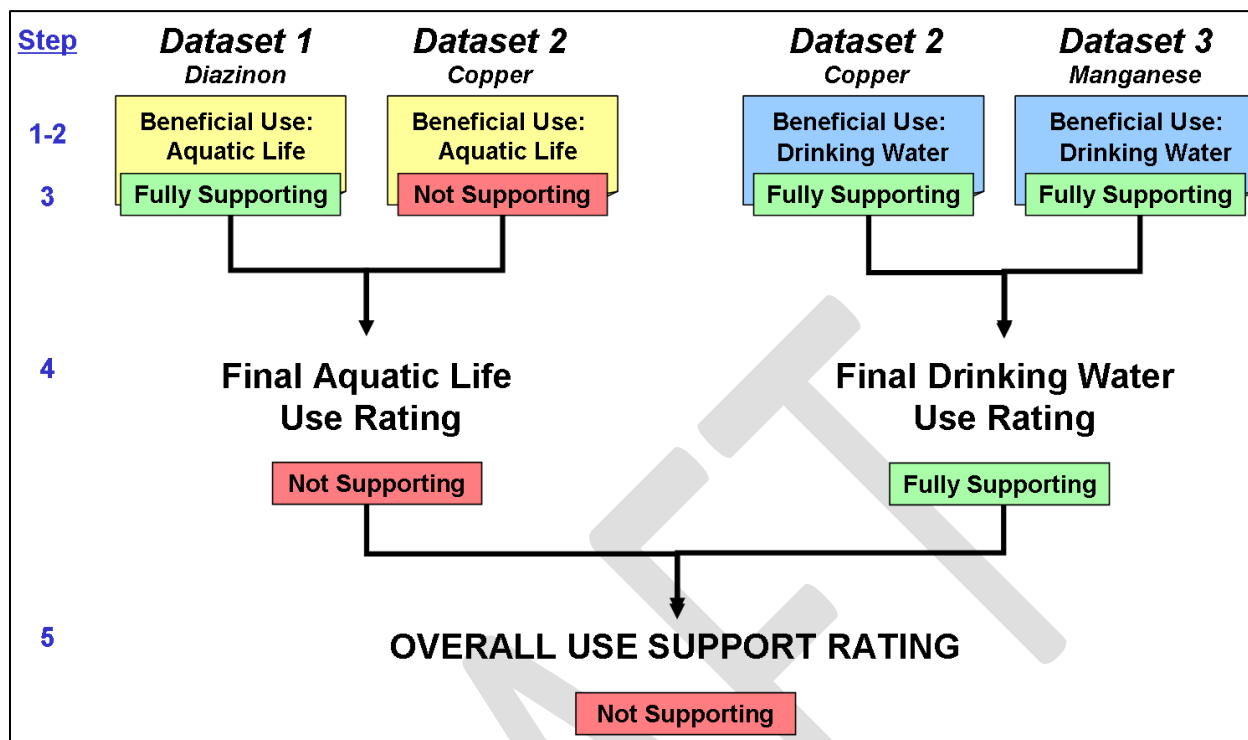 Step
Dataset 1
Diazinon
Dataset 2
Copper
Dataset 2
Copper
Dataset 3
Manganese
1-2
Beneficial Use:
Aquatic Life
Beneficial Use:
Aquatic Life
Beneficial Use:
Drinking Water
Beneficial Use:
Drinking Water
3
Fully Supporting
Not Supporting
Fully Supporting
Fully Supporting
4
Final Aquatic Life
Use Rating
Final Drinking Water
Use Rating
Not Supporting
Fully Supporting
5
OVERALL USE SUPPORT RATING
Not Supporting